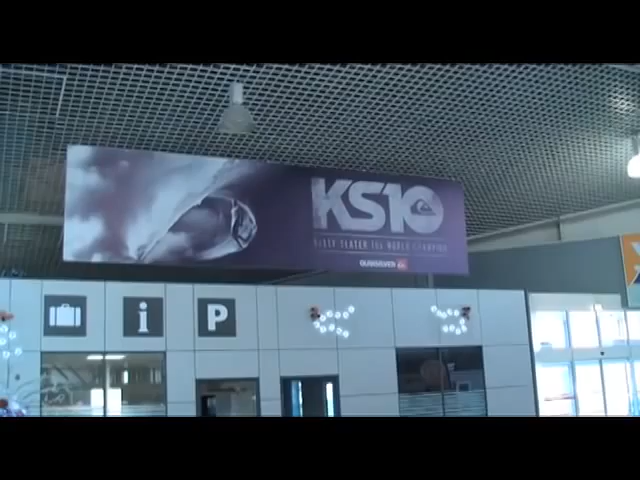 KS10
KELLY SLATER 10X WORLD CHAMPION
QUIKSILVER
i
P